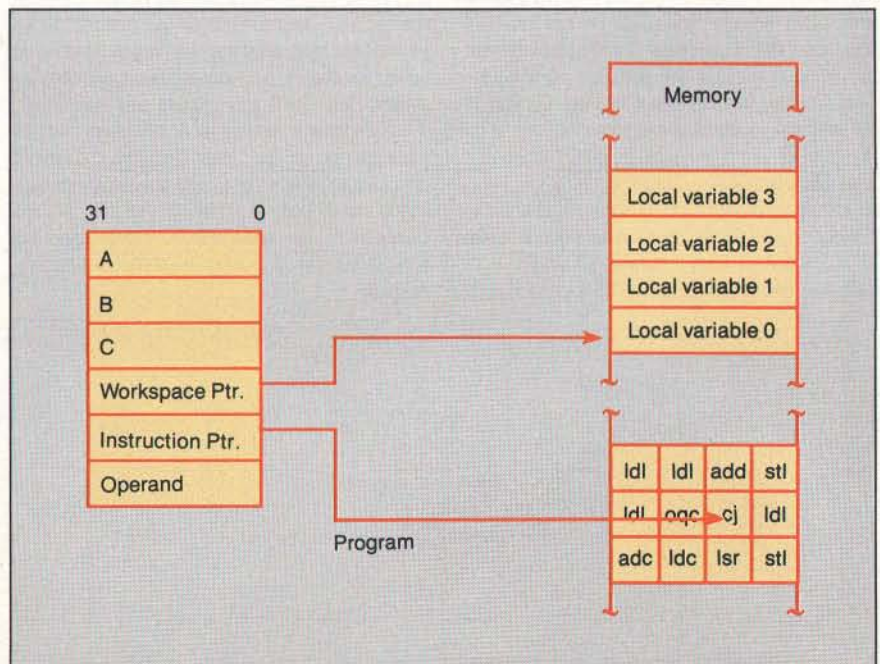 Memory
Local variable 3
Local variable 2
Local variable 1
Local variable 0
31 0
A
B
C
Workspace Ptr.
Instruction Ptr.
Operand
Program
ldl ldl add stl
ldl eqc cj ldl
adc ldc lsr stl